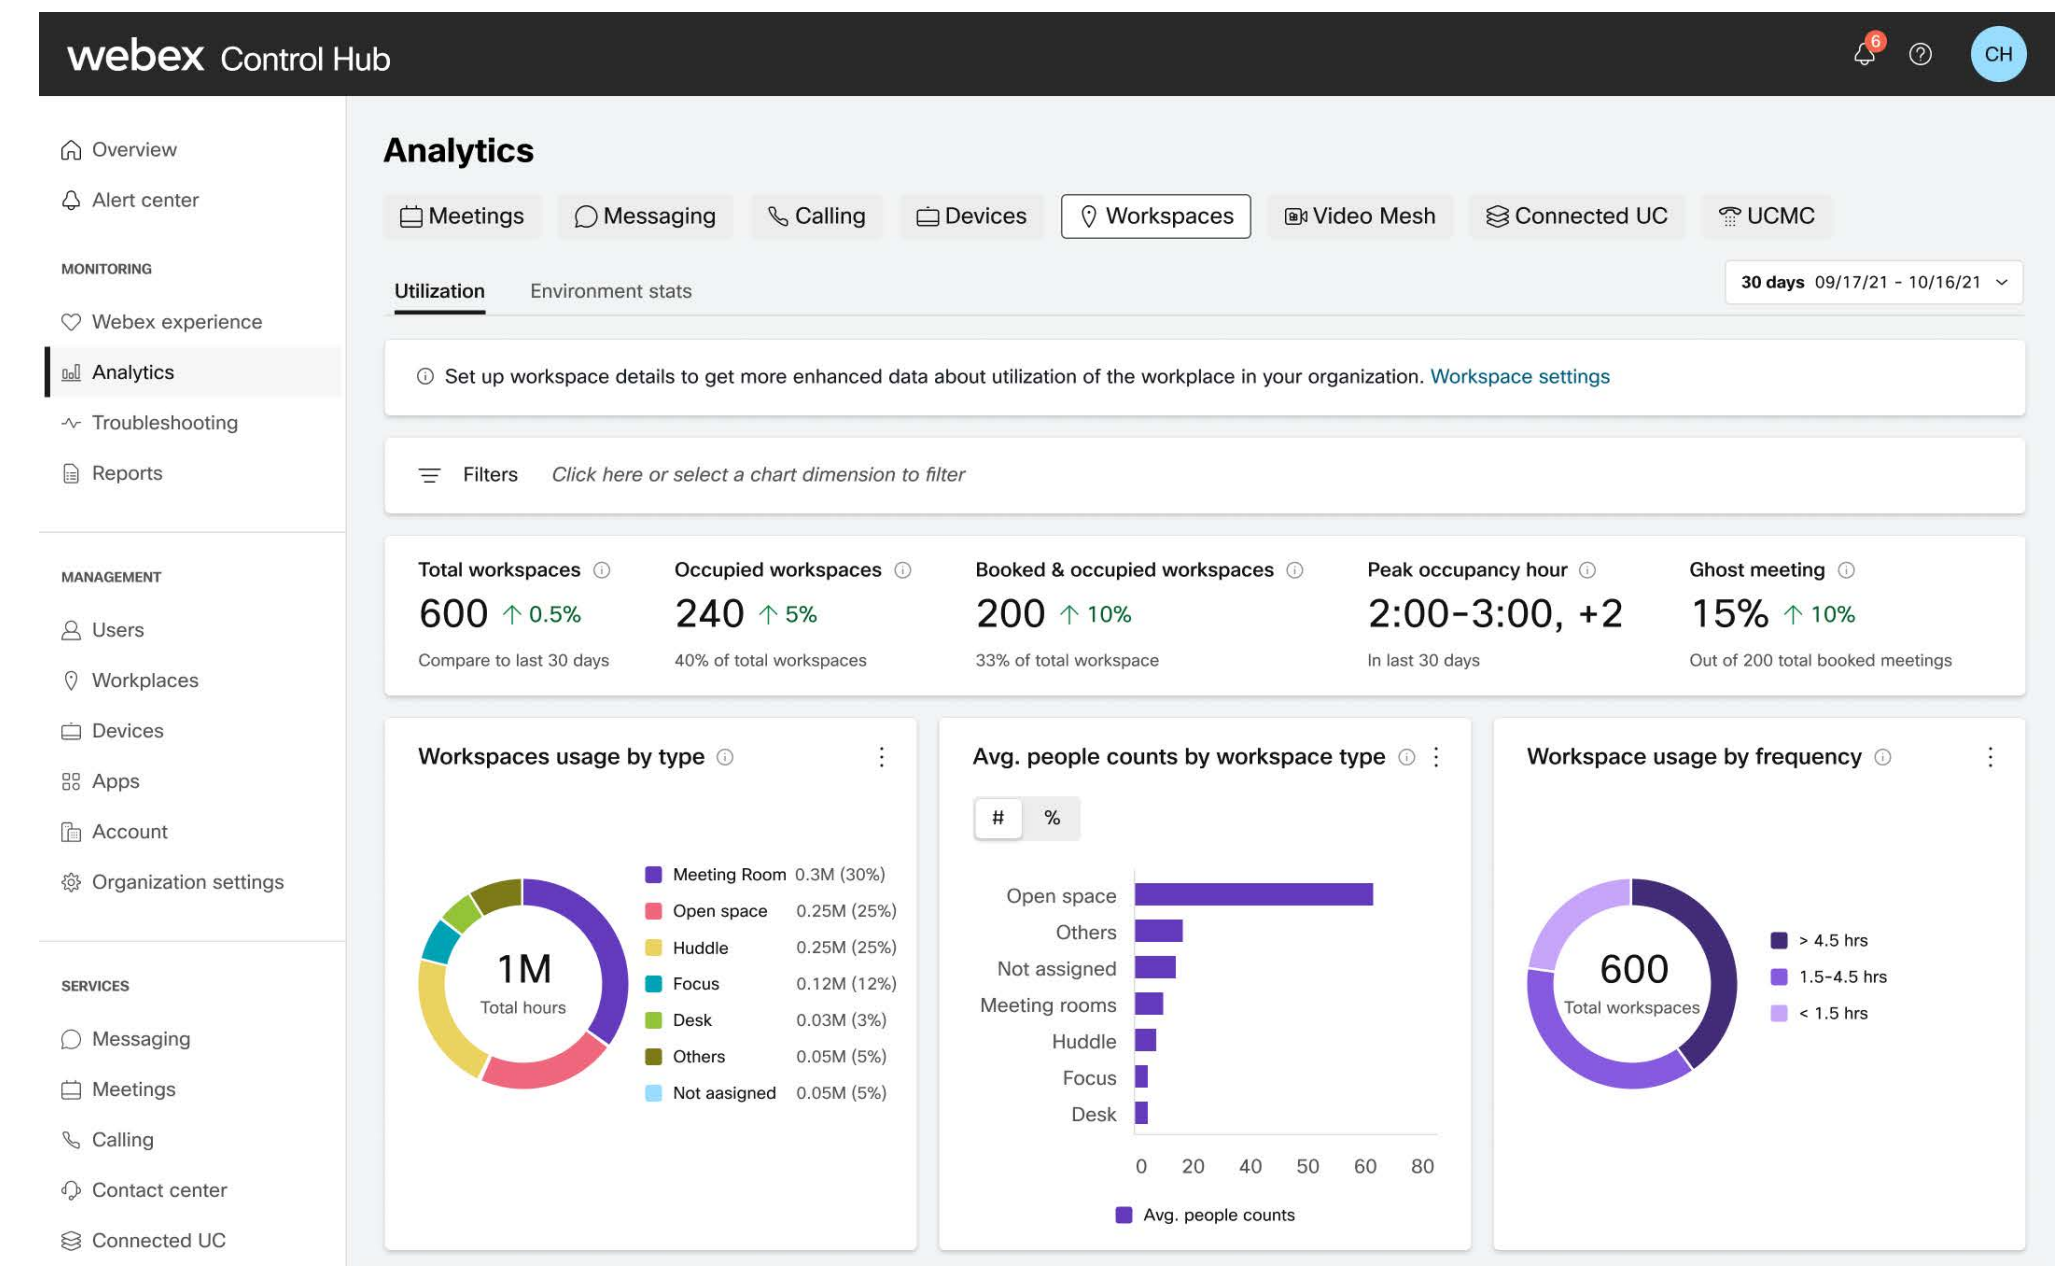 webex Control Hub
6
CH
Overview
Alert center
MONITORING
Webex experience
Analytics
Troubleshooting
Reports
MANAGEMENT
Users
Workplaces
Devices
Apps
Account
Organization settings
SERVICES
Messaging
Meetings
Calling
Contact center
Connected UC
Analytics
Meetings Messaging Calling Devices Workspaces Video Mesh Connected UC UCMC
Utilization Environment stats
30 days 09/17/21 - 10/16/21
Set up workspace details to get more enhanced data about utilization of the workplace in your organization. Workspace settings
Filters Click here or select a chart dimension to filter
Total workspaces
600 ↑ 0.5%
Compare to last 30 days
Occupied workspaces
240 ↑ 5%
40% of total workspaces
Booked & occupied workspaces
200 ↑ 10%
33% of total workspace
Peak occupancy hour
2:00-3:00, +2
In last 30 days
Ghost meeting
15% ↑ 10%
Out of 200 total booked meetings
Workspaces usage by type
1M
Total hours
Meeting Room 0.3M (30%)
Open space 0.25M (25%)
Huddle 0.25M (25%)
Focus 0.12M (12%)
Desk 0.03M (3%)
Others 0.05M (5%)
Not aasigned 0.05M (5%)
Avg. people counts by workspace type
# %
Open space
Others
Not assigned
Meeting rooms
Huddle
Focus
Desk
0 20 40 50 60 80
Avg. people counts
Workspace usage by frequency
600
Total workspaces
> 4.5 hrs
1.5-4.5 hrs
< 1.5 hrs